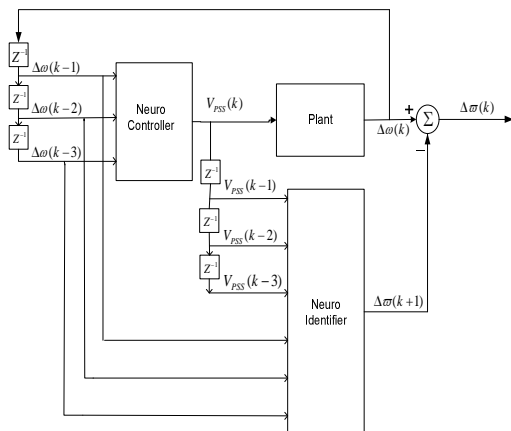 Z⁻¹
Δω(k−1)
Z⁻¹
Δω(k−2)
Z⁻¹
Δω(k−3)
Neuro
Controller
V_PSS(k)
Plant
+
Δω(k)
Σ
−
Δϖ(k)
Z⁻¹
V_PSS(k−1)
Z⁻¹
V_PSS(k−2)
Z⁻¹
V_PSS(k−3)
Neuro
Identifier
Δϖ(k+1)